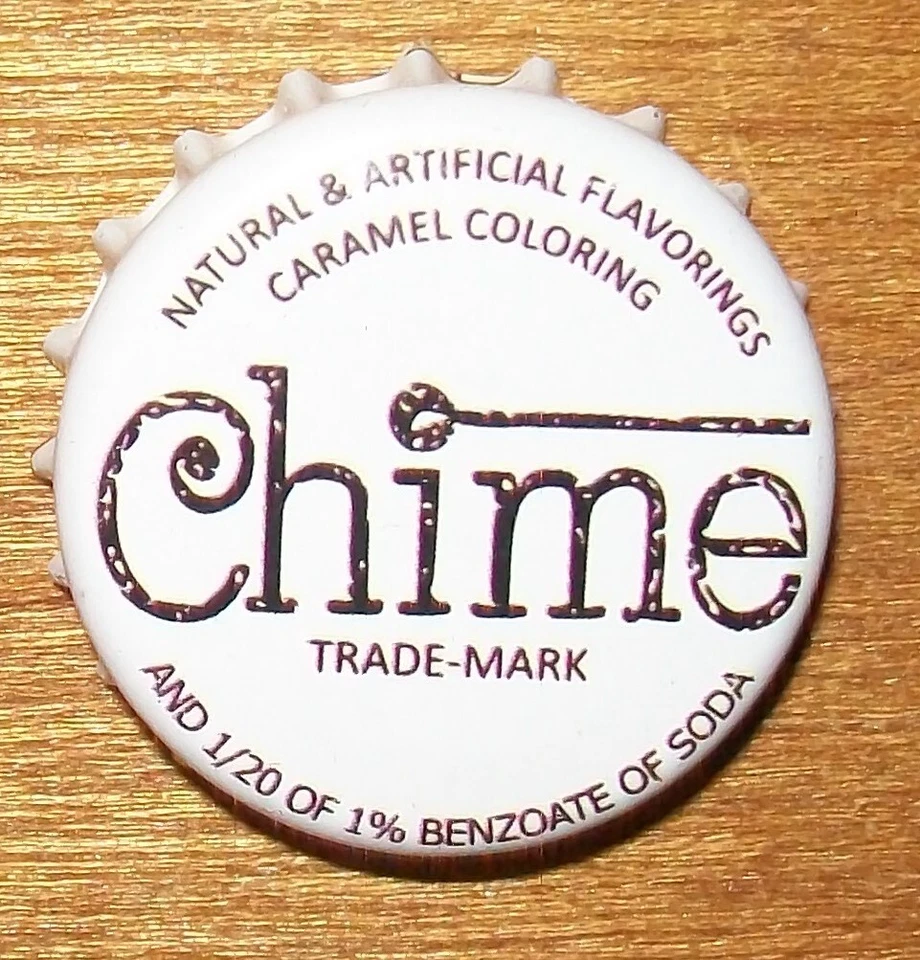 NATURAL & ARTIFICIAL FLAVORINGS
CARAMEL COLORING
Chime
TRADE-MARK
AND 1/20 OF 1% BENZOATE OF SODA